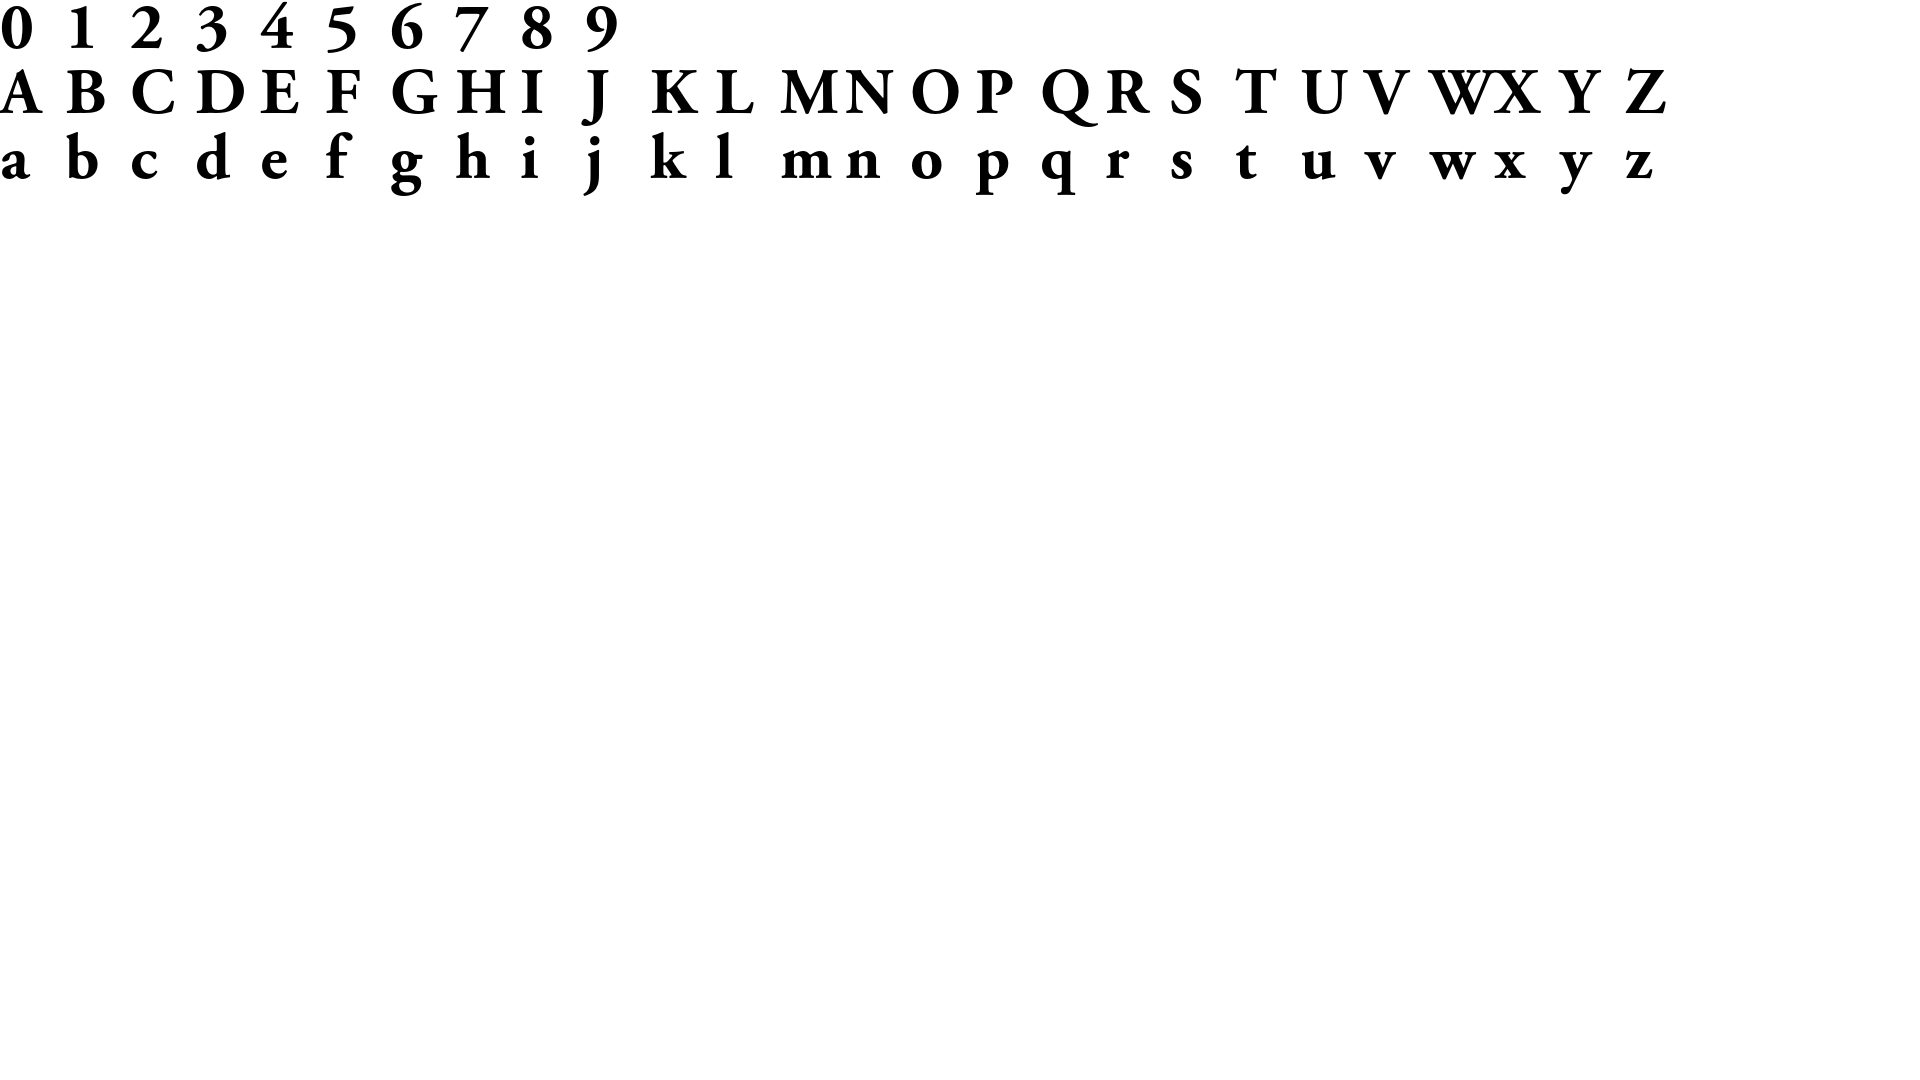 0 1 2 3 4 5 6 7 8 9
A B C D E F G H I J K L M N O P Q R S T U V W X Y Z
a b c d e f g h i j k l m n o p q r s t u v w x y z